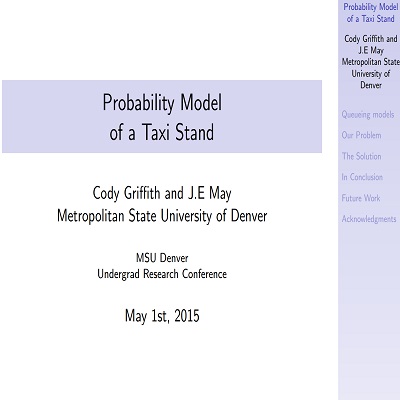 Probability Model
of a Taxi Stand
Cody Griffith and J.E May
Metropolitan State University of Denver
MSU Denver
Undergrad Research Conference
May 1st, 2015
Probability Model
of a Taxi Stand
Cody Griffith and
J.E May
Metropolitan State
University of
Denver
Queueing models
Our Problem
The Solution
In Conclusion
Future Work
Acknowledgments